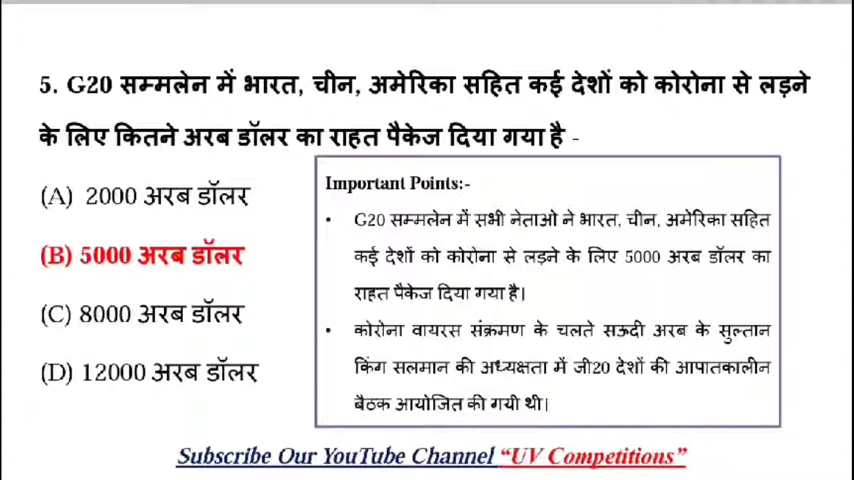 5. G20 सम्मलेन में भारत, चीन, अमेरिका सहित कई देशों को कोरोना से लड़ने
के लिए कितने अरब डॉलर का राहत पैकेज दिया गया है -
(A) 2000 अरब डॉलर
(B) 5000 अरब डॉलर
(C) 8000 अरब डॉलर
(D) 12000 अरब डॉलर
Important Points:-
• G20 सम्मलेन में सभी नेताओ ने भारत, चीन, अमेरिका सहित
कई देशों को कोरोना से लड़ने के लिए 5000 अरब डॉलर का
राहत पैकेज दिया गया है।
• कोरोना वायरस संक्रमण के चलते सऊदी अरब के सुल्तान
किंग सलमान की अध्यक्षता में जी20 देशों की आपातकालीन
बैठक आयोजित की गयी थी।
Subscribe Our YouTube Channel “UV Competitions”